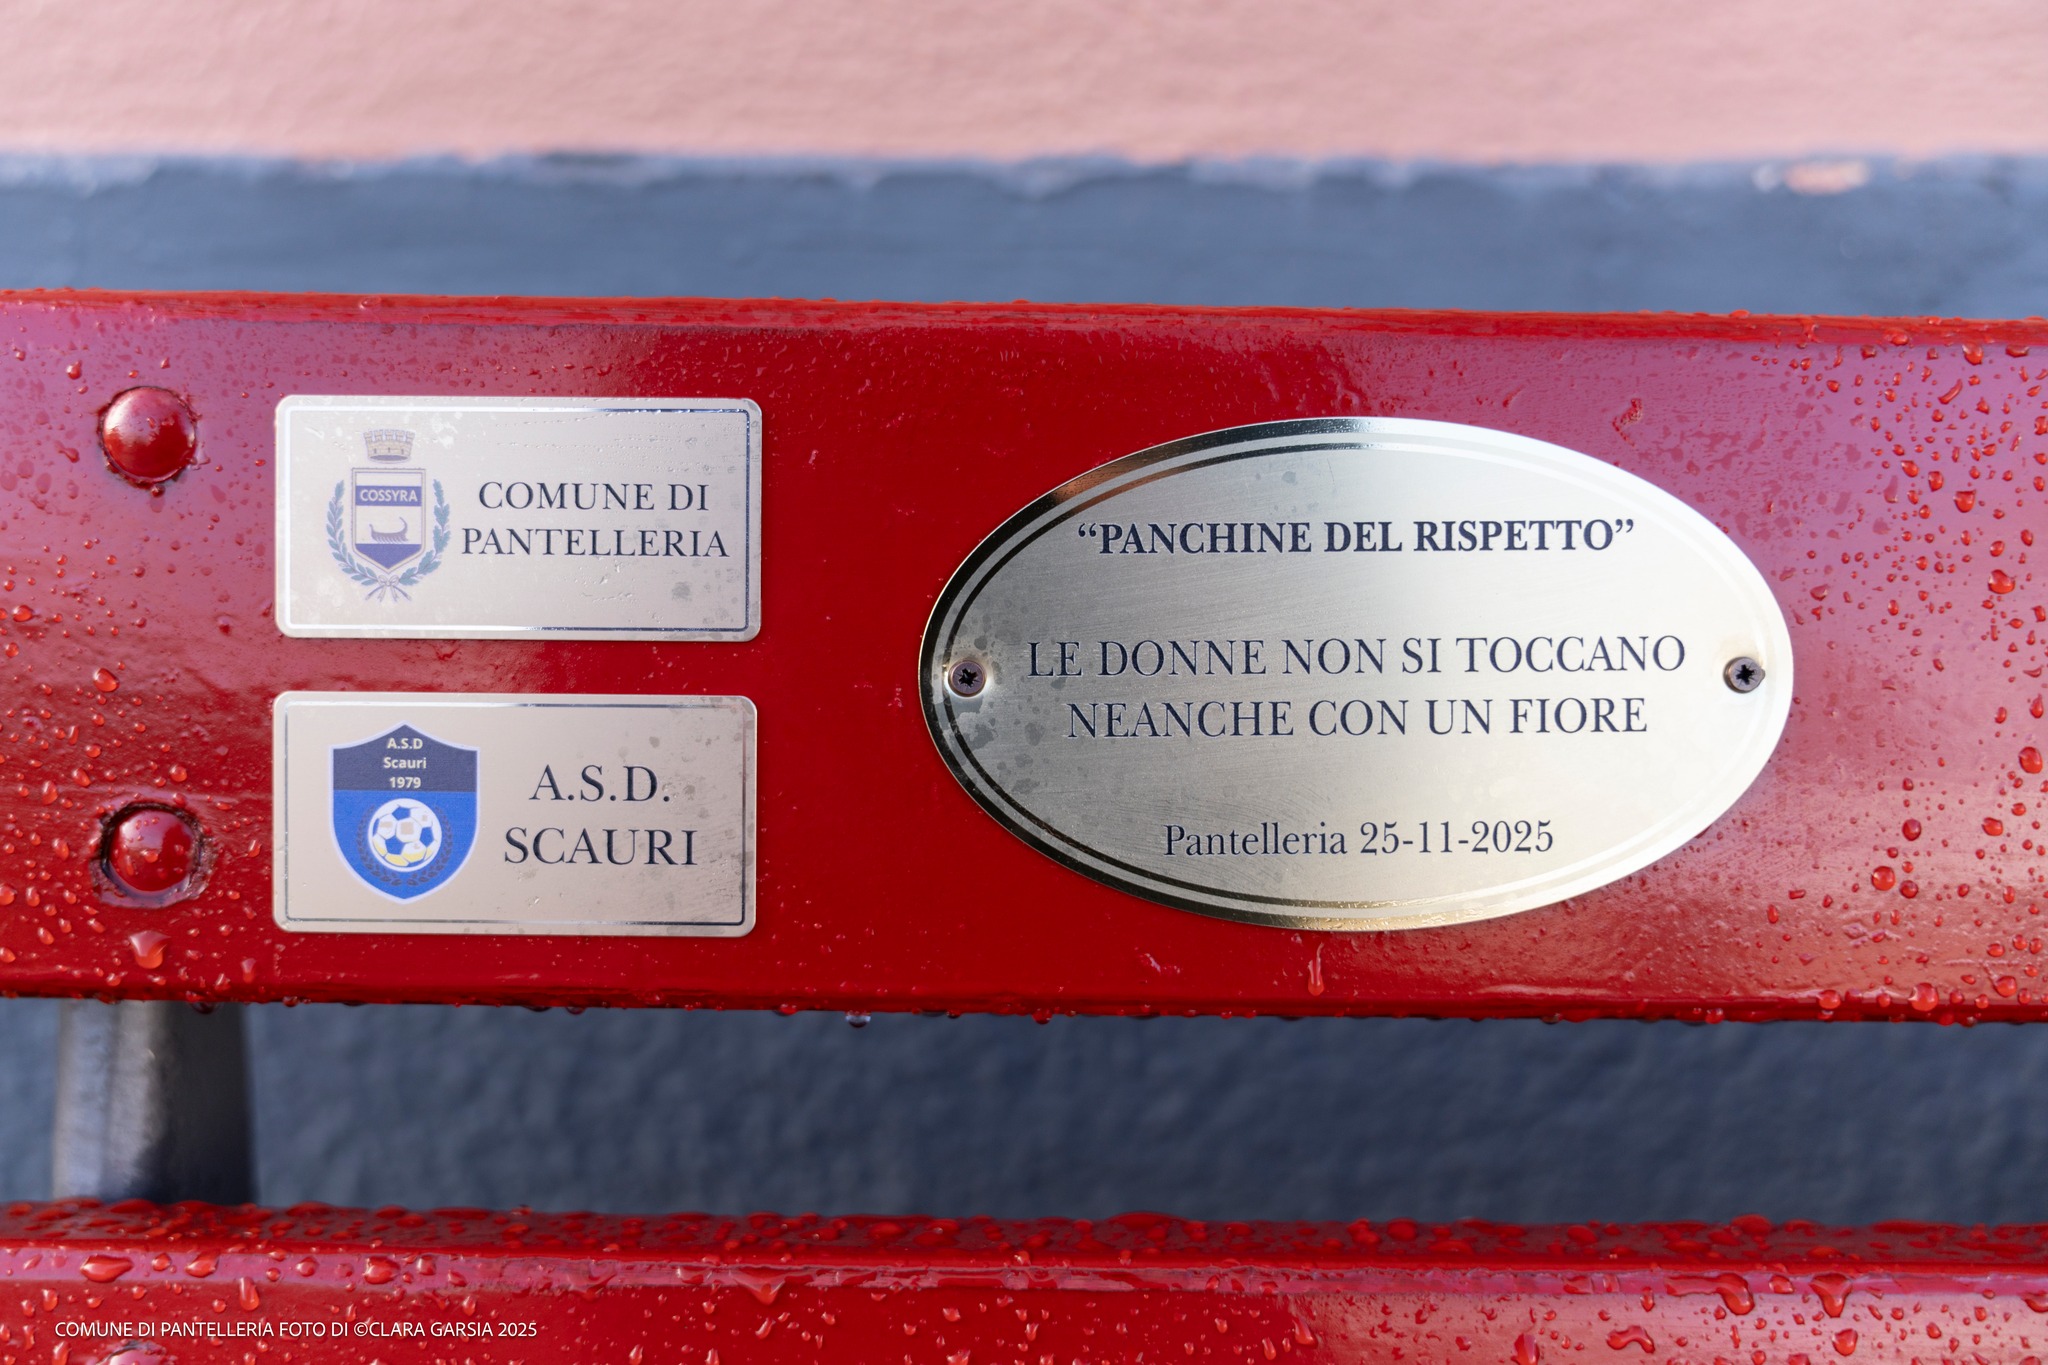 COSSYRA
COMUNE DI
PANTELLERIA
A.S.D
Scauri
1979
A.S.D.
SCAURI
“PANCHINE DEL RISPETTO”
LE DONNE NON SI TOCCANO
NEANCHE CON UN FIORE
Pantelleria 25-11-2025
COMUNE DI PANTELLERIA FOTO DI ©CLARA GARSIA 2025